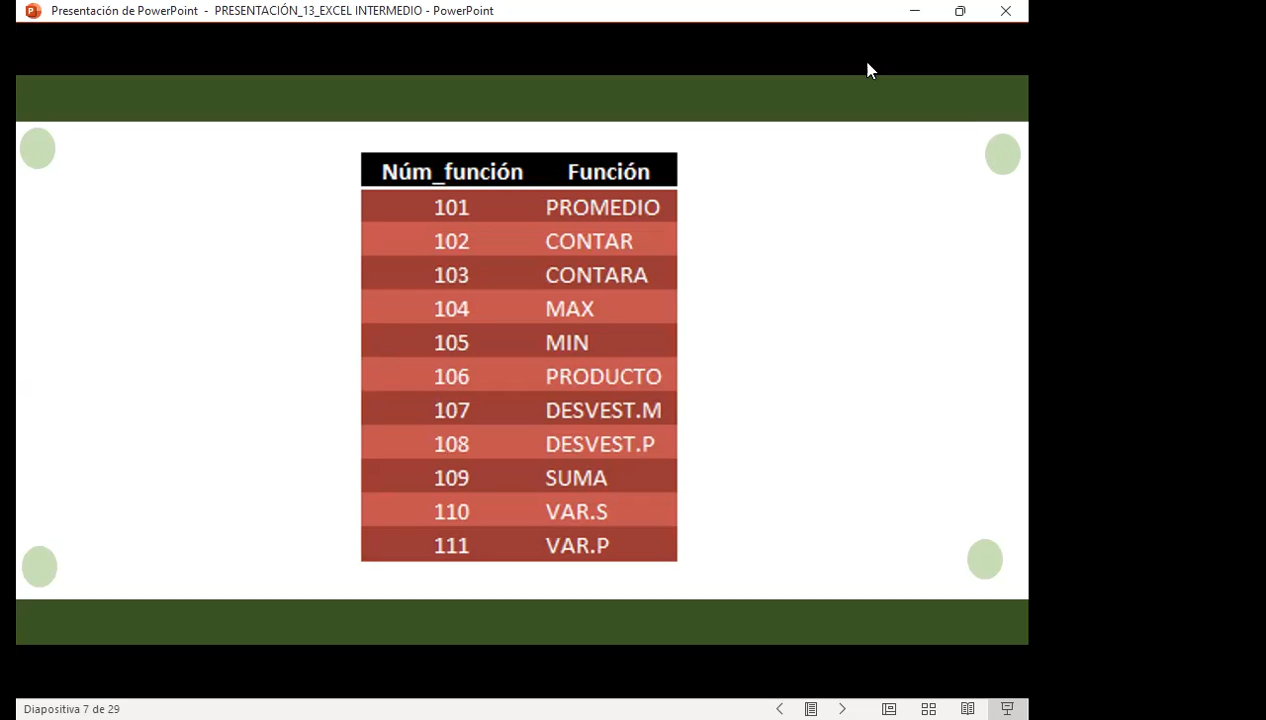 Presentación de PowerPoint - PRESENTACIÓN_13_EXCEL INTERMEDIO - PowerPoint
Núm_función Función
101 PROMEDIO
102 CONTAR
103 CONTARA
104 MAX
105 MIN
106 PRODUCTO
107 DESVEST.M
108 DESVEST.P
109 SUMA
110 VAR.S
111 VAR.P
Diapositiva 7 de 29